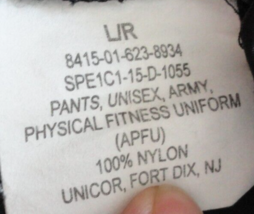 L/R
8415-01-623-8934
SPE1C1-15-D-1055
PANTS, UNISEX, ARMY,
PHYSICAL FITNESS UNIFORM
(APFU)
100% NYLON
UNICOR, FORT DIX, NJ